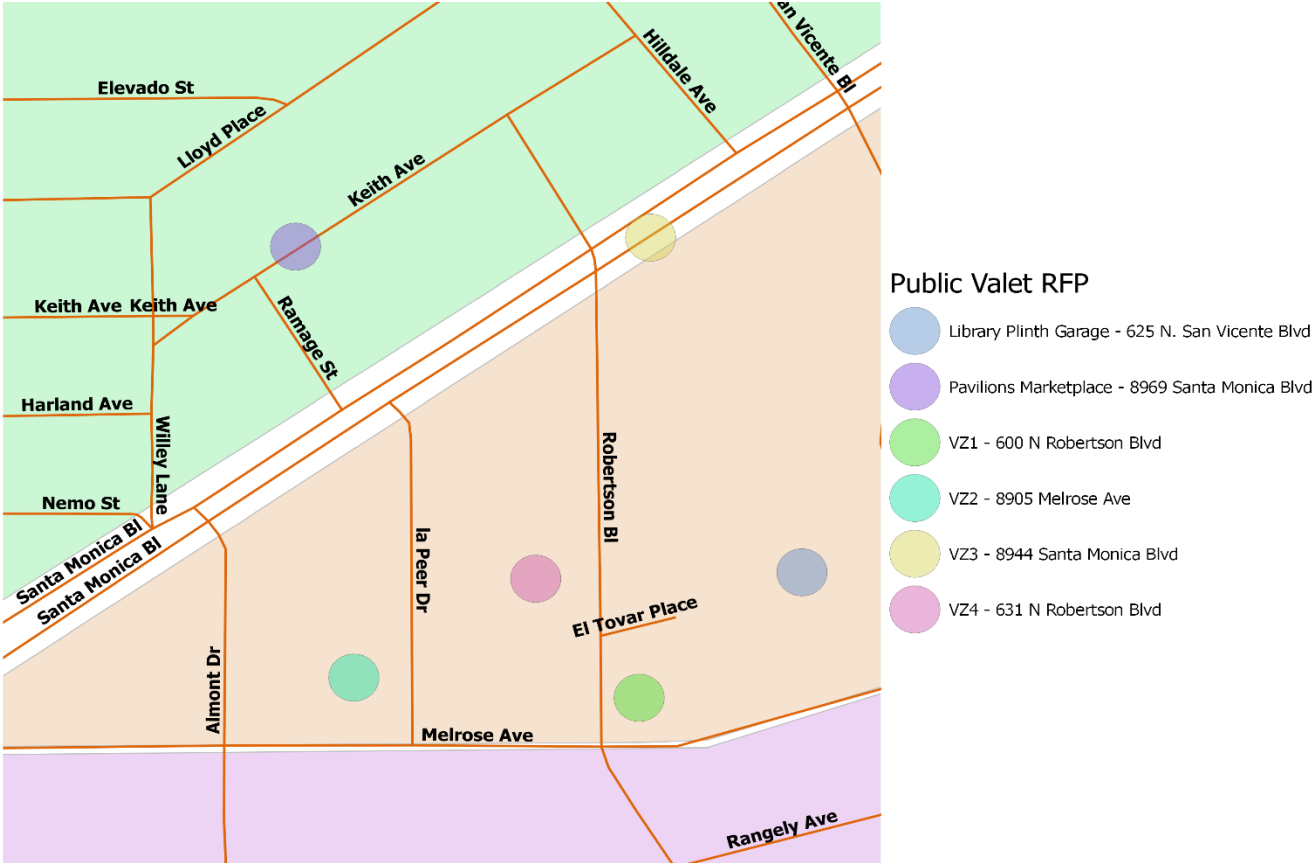 an Vicente Bl
Hilldale Ave
Elevado St
Lloyd Place
Keith Ave
Keith Ave Keith Ave
Ramage St
Harland Ave
Willey Lane
Nemo St
Santa Monica Bl
Santa Monica Bl
Robertson Bl
la Peer Dr
El Tovar Place
Almont Dr
Melrose Ave
Rangely Ave
Public Valet RFP
Library Plinth Garage - 625 N. San Vicente Blvd
Pavilions Marketplace - 8969 Santa Monica Blvd
VZ1 - 600 N Robertson Blvd
VZ2 - 8905 Melrose Ave
VZ3 - 8944 Santa Monica Blvd
VZ4 - 631 N Robertson Blvd